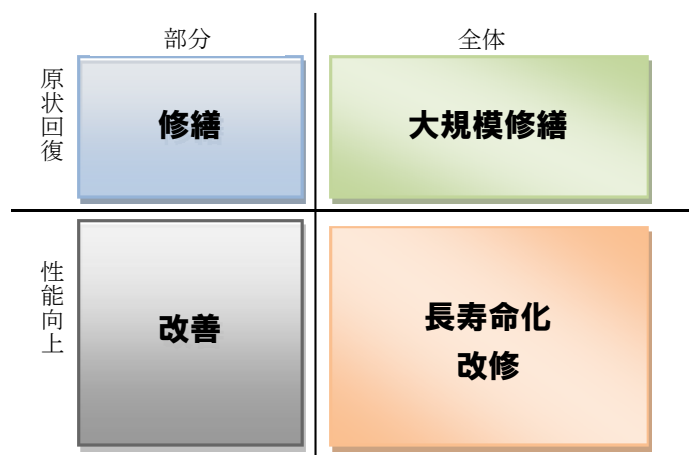 部分
全体
原状回復
修繕
大規模修繕
性能向上
改善
長寿命化
改修